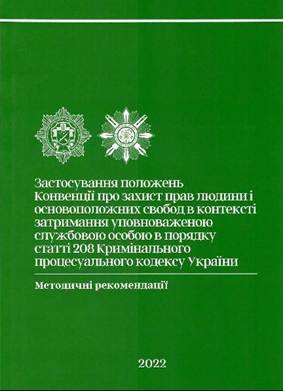 Застосування положень
Конвенції про захист прав людини і
основоположних свобод в контексті
затримання уповноваженою
службовою особою в порядку
статті 208 Кримінального
процесуального кодексу України
Методичні рекомендації
2022